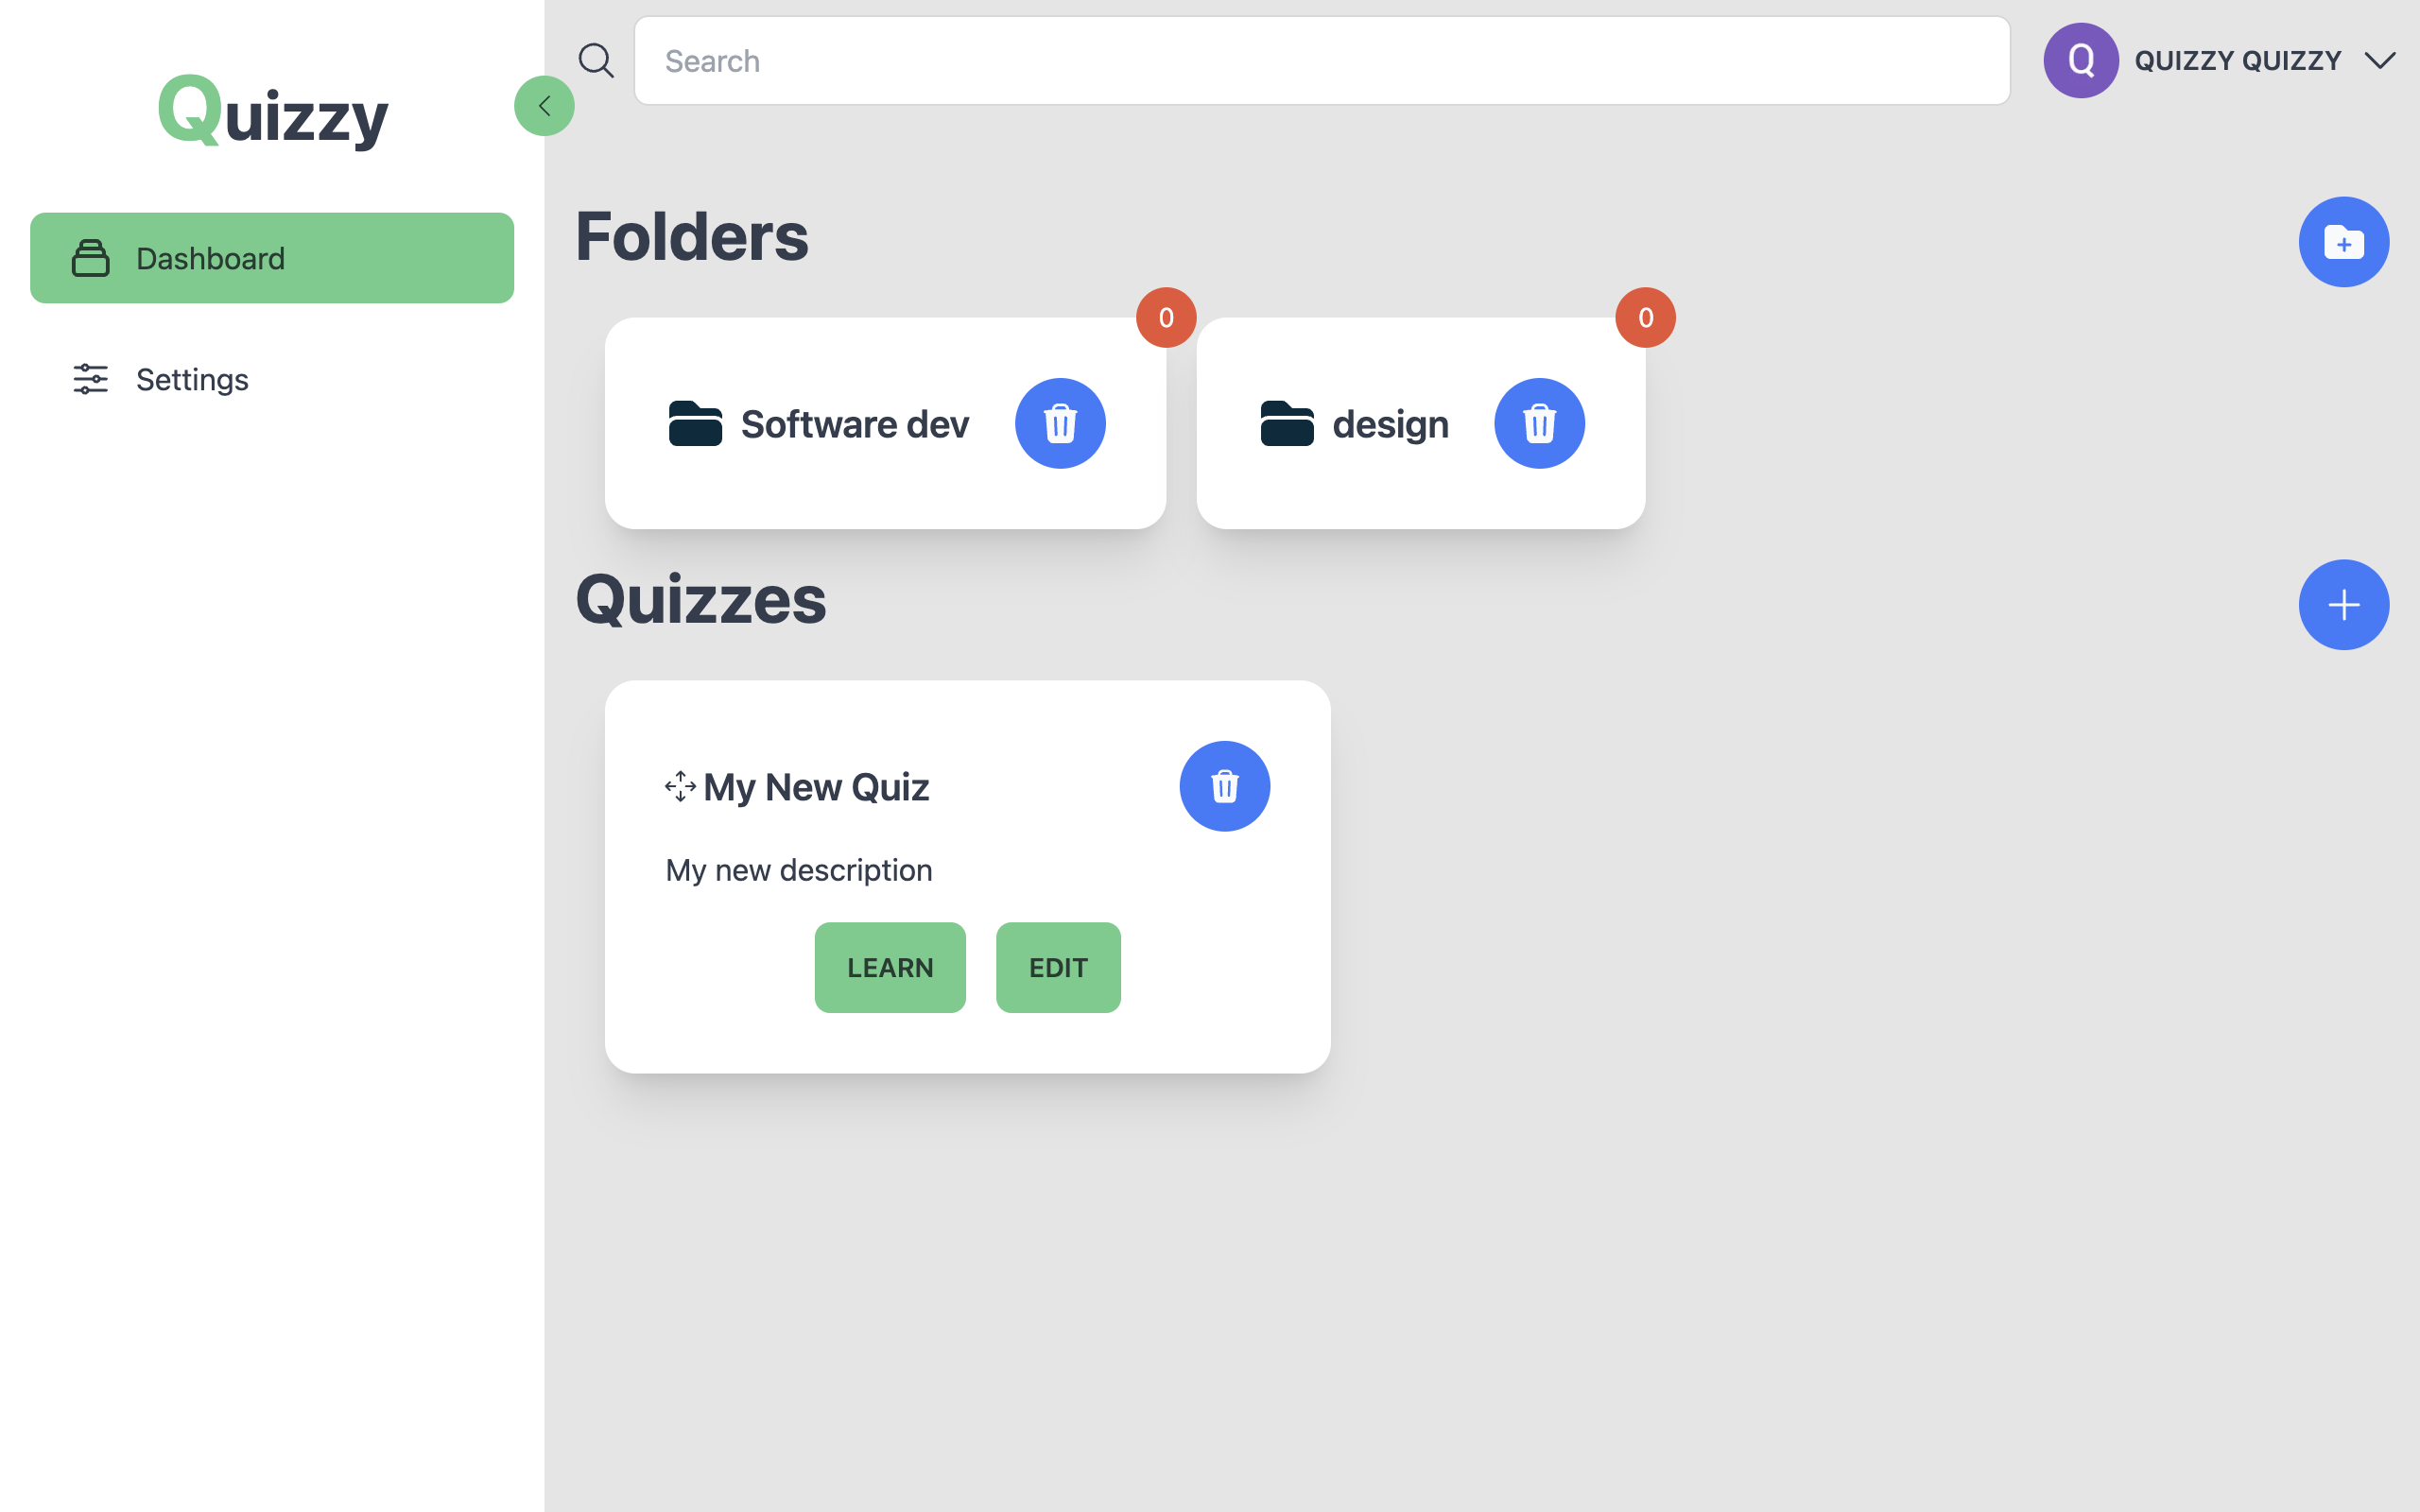 Quizzy
Search
Q
QUIZZY QUIZZY
Dashboard
Settings
Folders
0
0
Software dev
design
Quizzes
My New Quiz
My new description
LEARN
EDIT